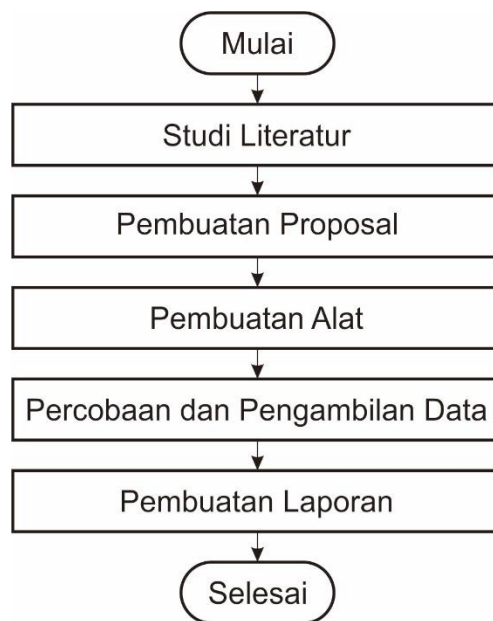 Mulai
Studi Literatur
Pembuatan Proposal
Pembuatan Alat
Percobaan dan Pengambilan Data
Pembuatan Laporan
Selesai